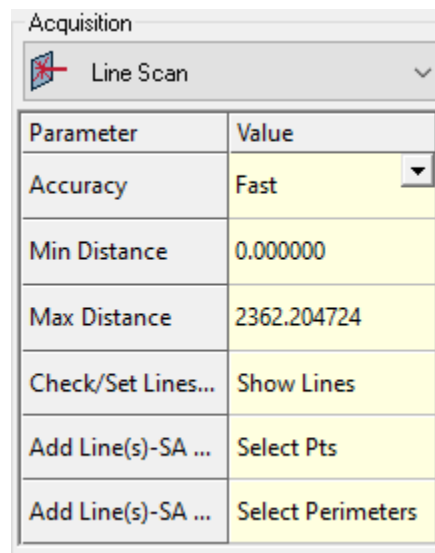 Acquisition
Line Scan
Parameter Value
Accuracy Fast
Min Distance 0.000000
Max Distance 2362.204724
Check/Set Lines... Show Lines
Add Line(s)-SA ... Select Pts
Add Line(s)-SA ... Select Perimeters